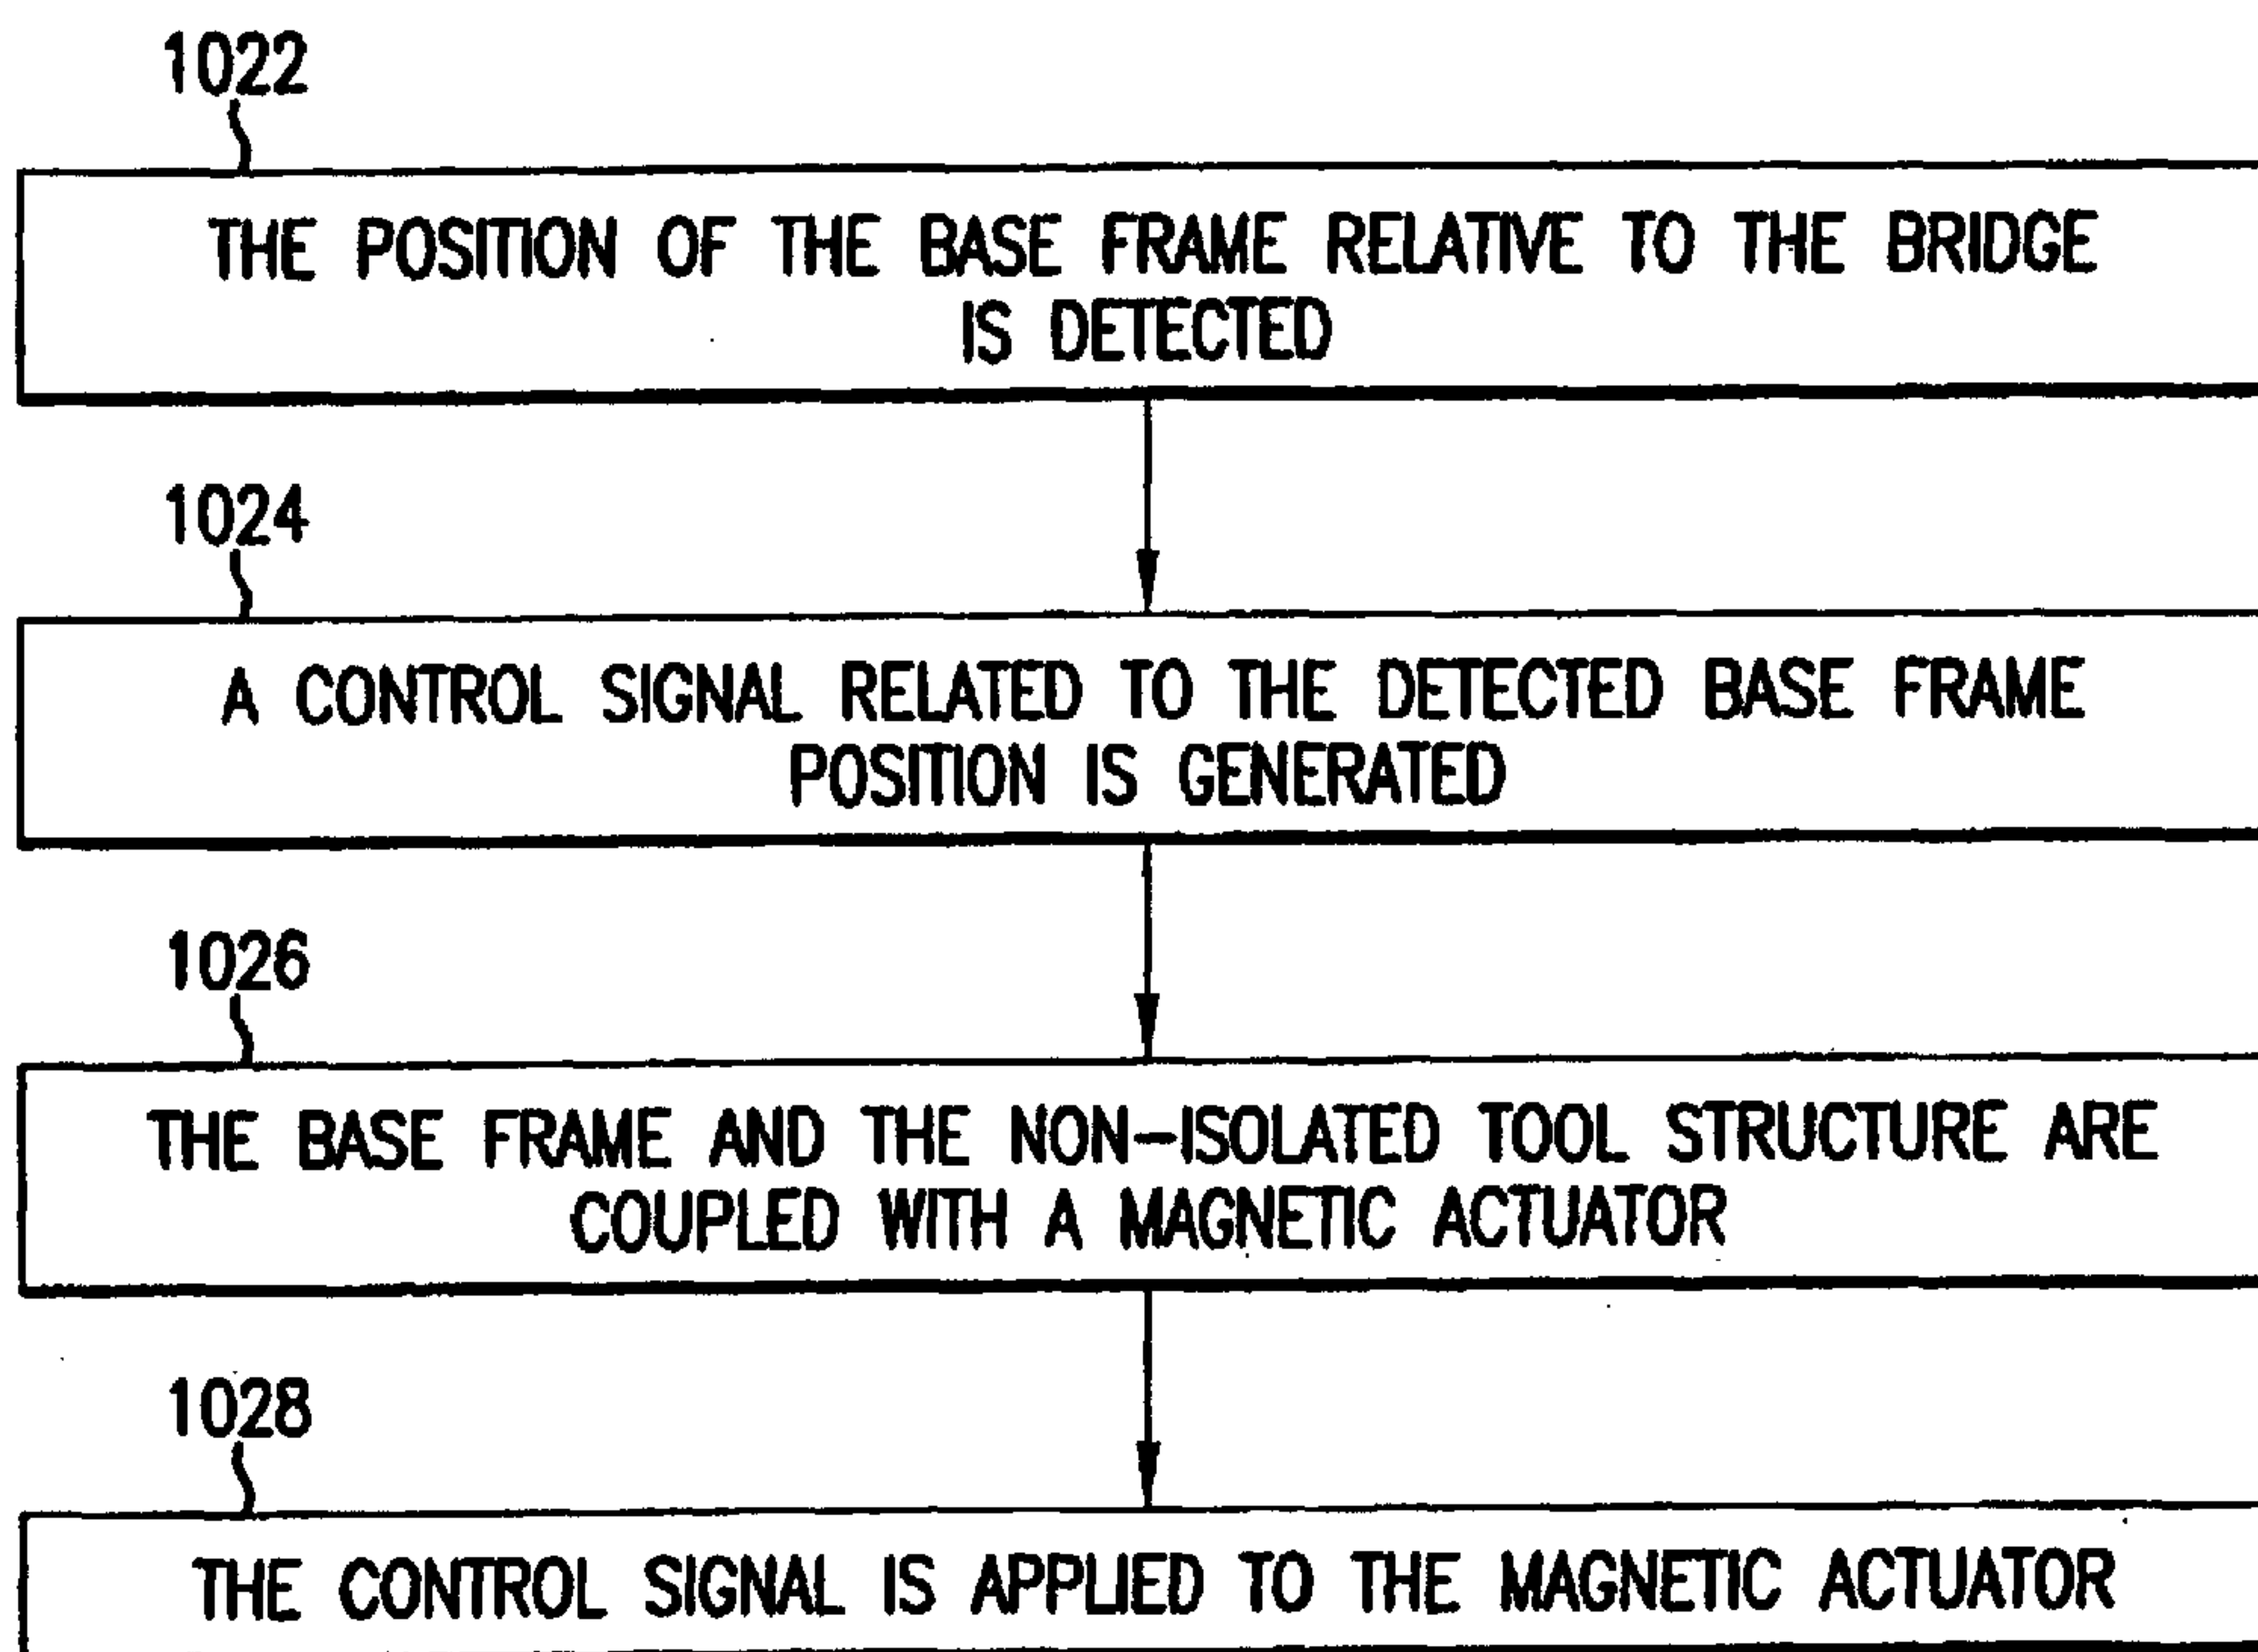 1022
THE POSITION OF THE BASE FRAME RELATIVE TO THE BRIDGE
IS DETECTED
1024
A CONTROL SIGNAL RELATED TO THE DETECTED BASE FRAME
POSITION IS GENERATED
1026
THE BASE FRAME AND THE NON-ISOLATED TOOL STRUCTURE ARE
COUPLED WITH A MAGNETIC ACTUATOR
1028
THE CONTROL SIGNAL IS APPLIED TO THE MAGNETIC ACTUATOR